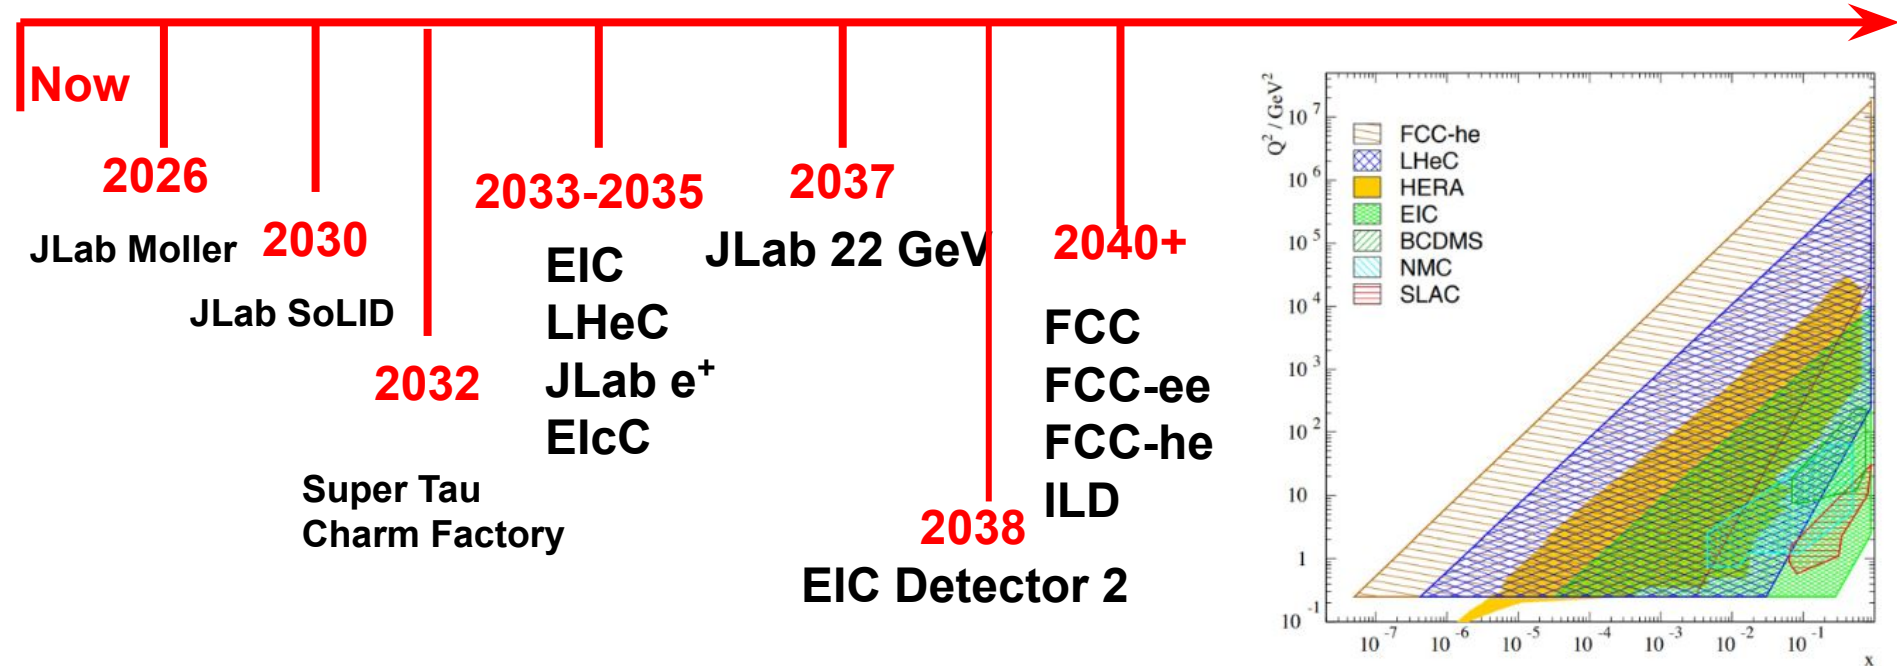 Now
2026
JLab Moller
2030
JLab SoLID
2032
Super Tau
Charm Factory
2033-2035
EIC
LHeC
JLab e⁺
EIcC
2037
JLab 22 GeV
2038
EIC Detector 2
2040+
FCC
FCC-ee
FCC-he
ILD
Q² / GeV²
10⁷
10⁶
10⁵
10⁴
10³
10²
10
1
10⁻¹
FCC-he
LHeC
HERA
EIC
BCDMS
NMC
SLAC
10⁻⁷ 10⁻⁶ 10⁻⁵ 10⁻⁴ 10⁻³ 10⁻² 10⁻¹
x